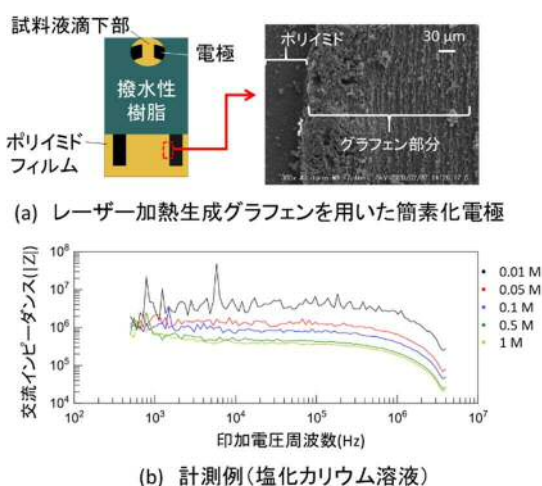 試料液滴下部
電極
撥水性
樹脂
ポリイミド
フィルム
ポリイミド
30 μm
グラフェン部分
(a) レーザー加熱生成グラフェンを用いた簡素化電極
交流インピーダンス(|Z|)
10⁸
10⁷
10⁶
10⁵
10⁴
10²
10³
10⁴
10⁵
10⁶
10⁷
印加電圧周波数(Hz)
0.01 M
0.05 M
0.1 M
0.5 M
1 M
(b) 計測例(塩化カリウム溶液)